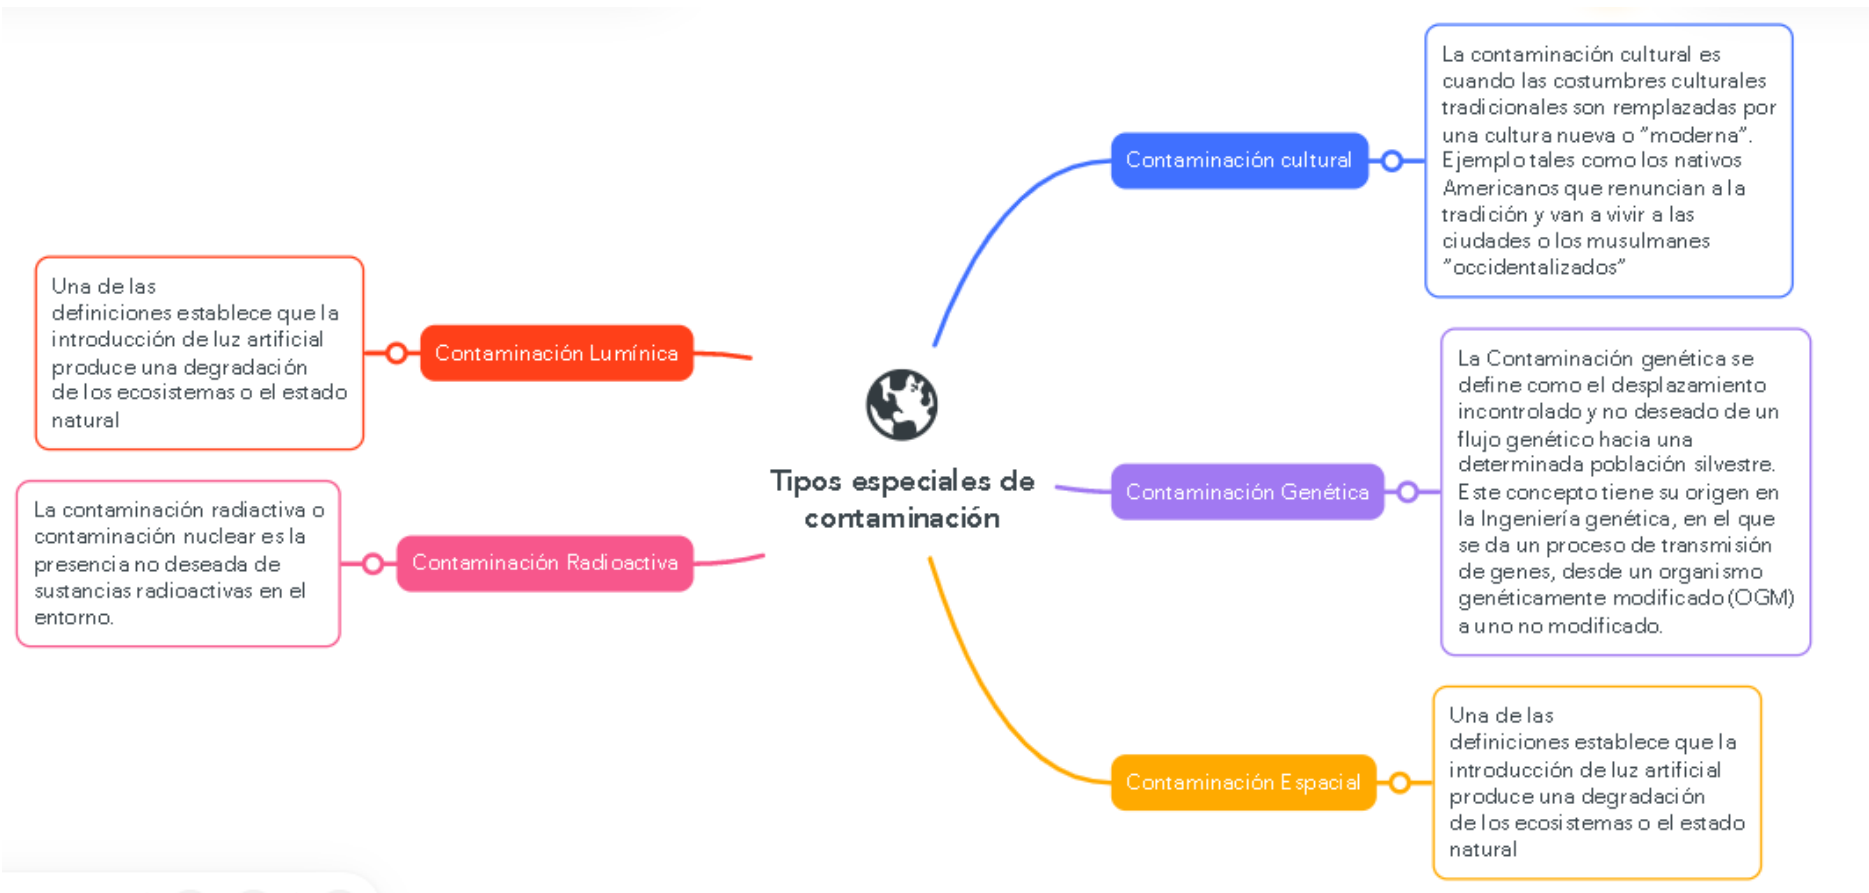 Tipos especiales de
contaminación
Contaminación cultural
La contaminación cultural es
cuando las costumbres culturales
tradicionales son remplazadas por
una cultura nueva o "moderna".
Ejemplo tales como los nativos
Americanos que renuncian a la
tradición y van a vivir a las
ciudades o los musulmanes
"occidentalizados"
Contaminación Genética
La Contaminación genética se
define como el desplazamiento
incontrolado y no deseado de un
flujo genético hacia una
determinada población silvestre.
Este concepto tiene su origen en
la Ingeniería genética, en el que
se da un proceso de transmisión
de genes, desde un organismo
genéticamente modificado (OGM)
a uno no modificado.
Contaminación Espacial
Una de las
definiciones establece que la
introducción de luz artificial
produce una degradación
de los ecosistemas o el estado
natural
Contaminación Lumínica
Una de las
definiciones establece que la
introducción de luz artificial
produce una degradación
de los ecosistemas o el estado
natural
Contaminación Radioactiva
La contaminación radiactiva o
contaminación nuclear es la
presencia no deseada de
sustancias radioactivas en el
entorno.